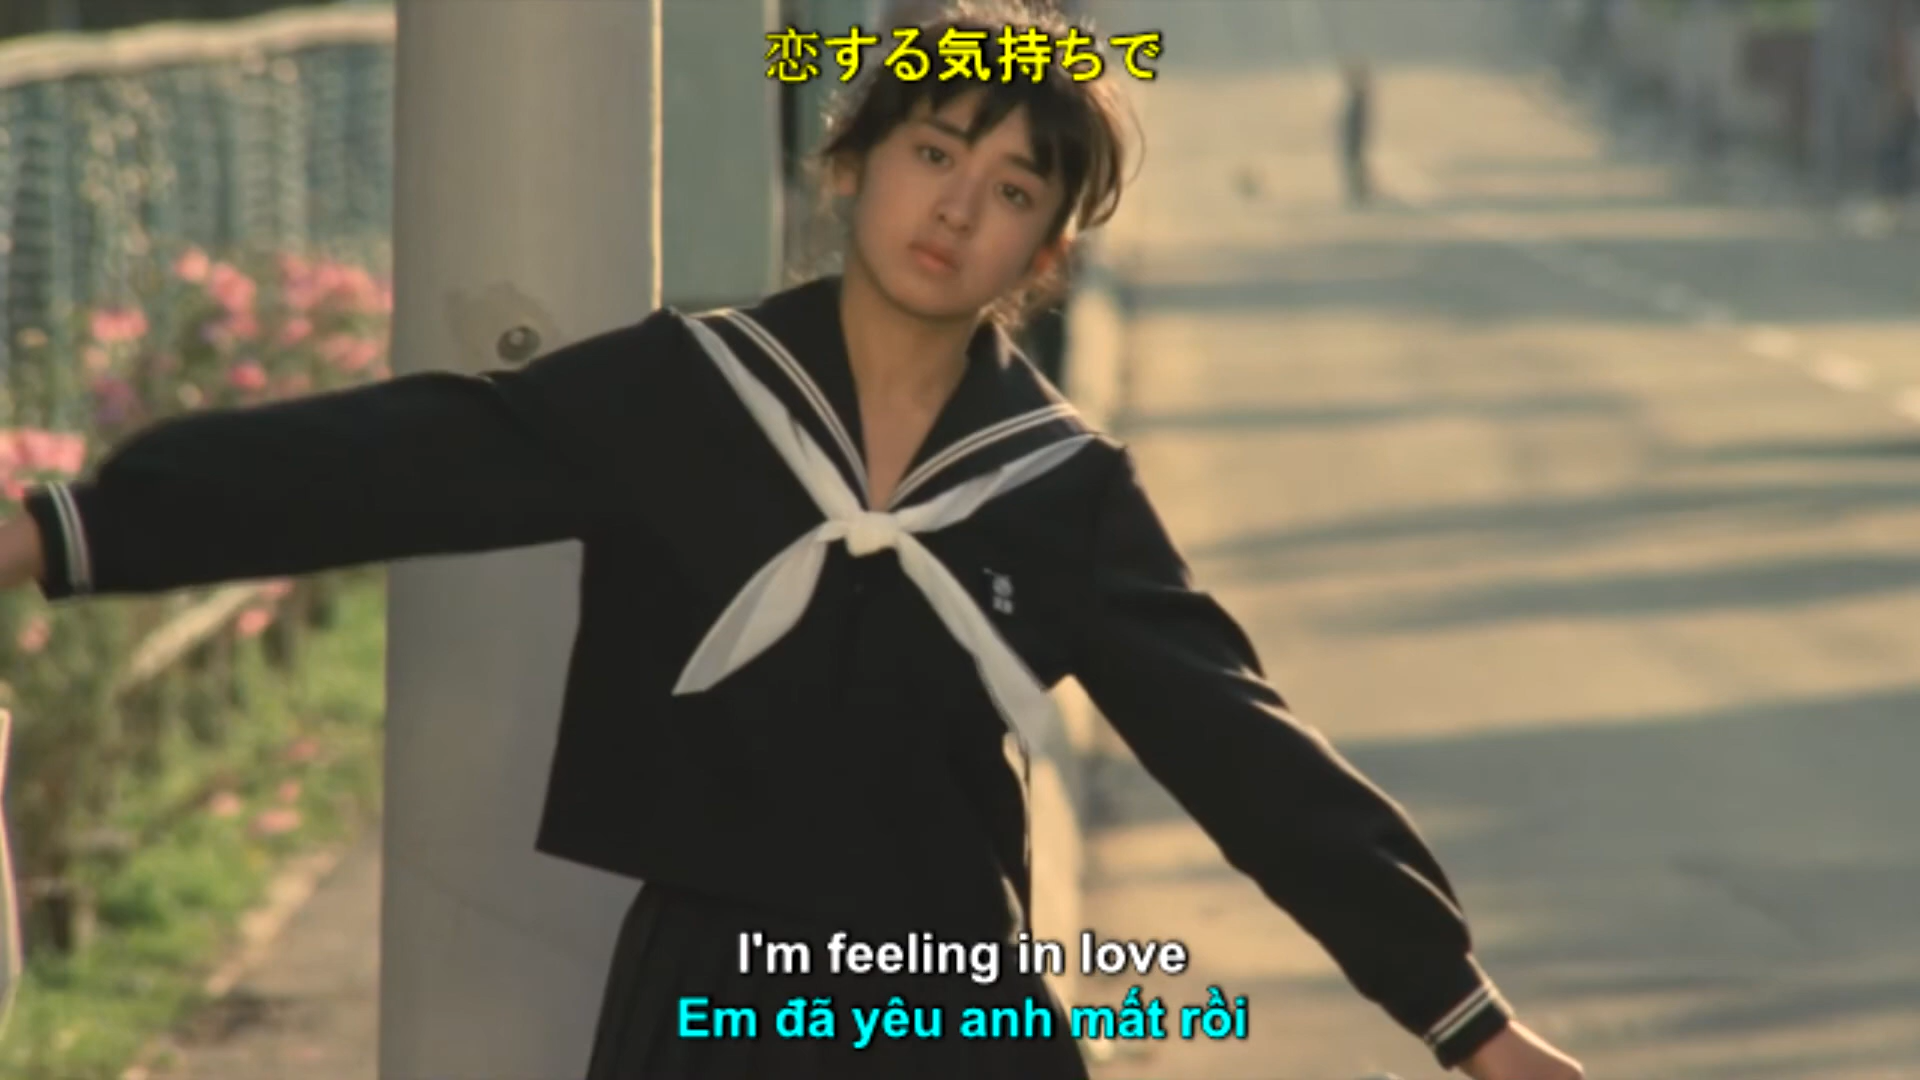 恋する気持ちで
I'm feeling in love
Em đã yêu anh mất rồi